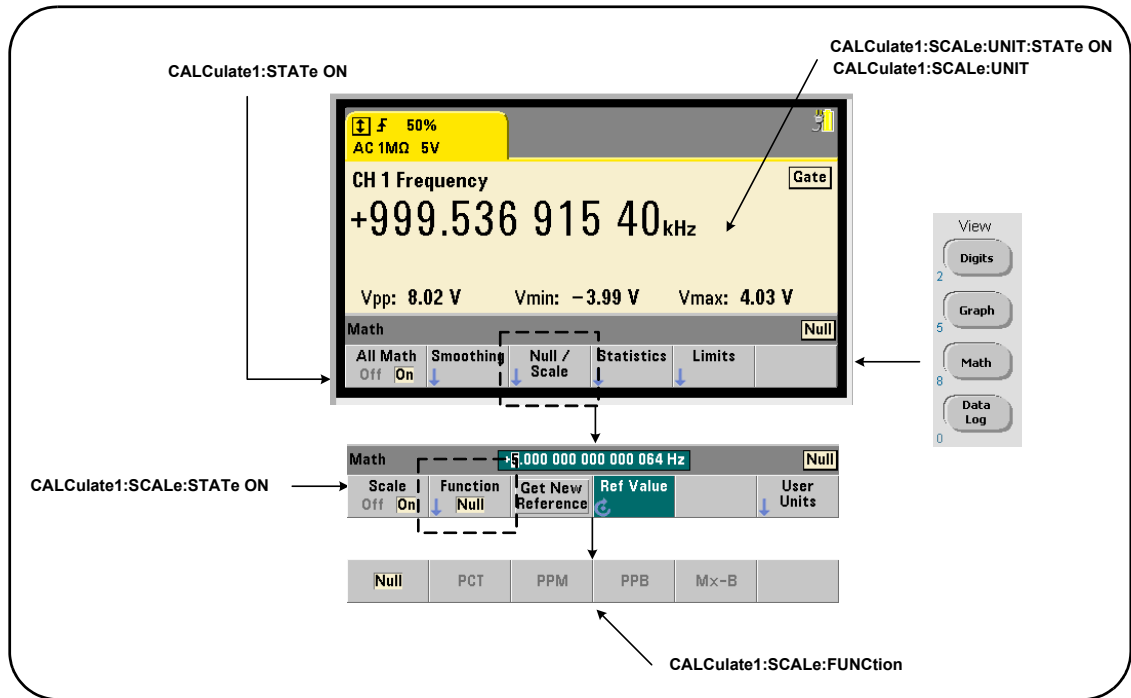 CALCulate1:SCALe:UNIT:STATe ON
CALCulate1:SCALe:UNIT
CALCulate1:STATe ON
50%
AC 1MΩ 5V
CH 1 Frequency
Gate
+999.536 915 40kHz
Vpp: 8.02 V Vmin: −3.99 V Vmax: 4.03 V
Math Null
All Math Smoothing Null / Statistics Limits
Off On Scale
View
Digits
2
Graph
5
Math
8
Data
Log
0
Math +5.000 000 000 000 064 Hz Null
CALCulate1:SCALe:STATe ON
Scale Function Get New Ref Value User
Off On Null Reference Units
Null PCT PPM PPB Mx-B
CALCulate1:SCALe:FUNCtion